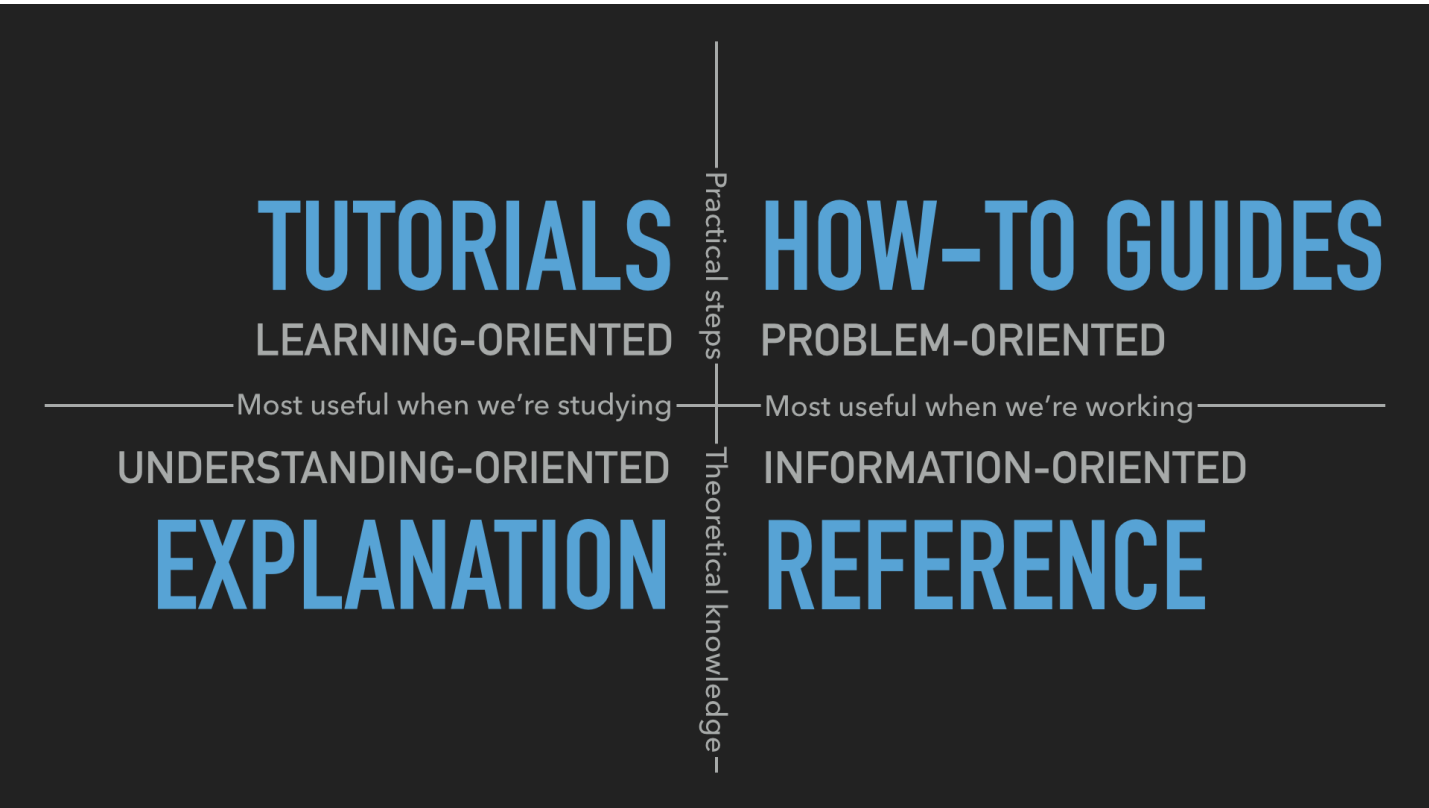 Practical steps
TUTORIALS
HOW-TO GUIDES
LEARNING-ORIENTED
PROBLEM-ORIENTED
Most useful when we’re studying
Most useful when we’re working
UNDERSTANDING-ORIENTED
INFORMATION-ORIENTED
EXPLANATION
REFERENCE
Theoretical knowledge